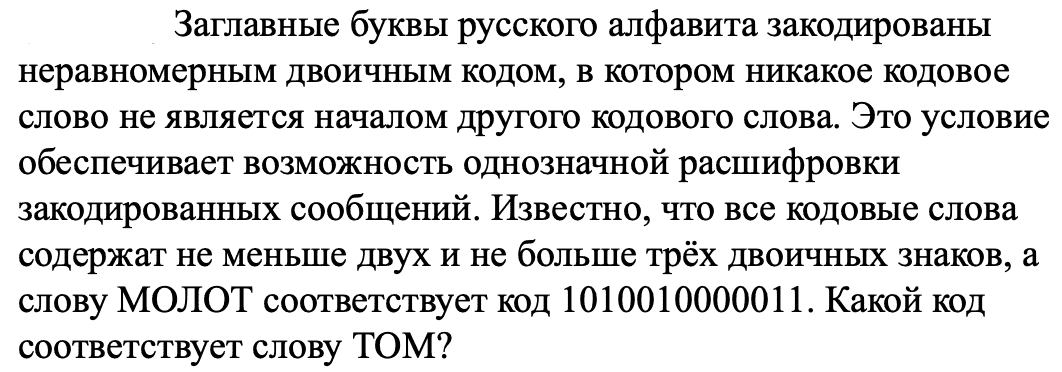 Заглавные буквы русского алфавита закодированы
неравномерным двоичным кодом, в котором никакое кодовое
слово не является началом другого кодового слова. Это условие
обеспечивает возможность однозначной расшифровки
закодированных сообщений. Известно, что все кодовые слова
содержат не меньше двух и не больше трёх двоичных знаков, а
слову МОЛОТ соответствует код 1010010000011. Какой код
соответствует слову ТОМ?